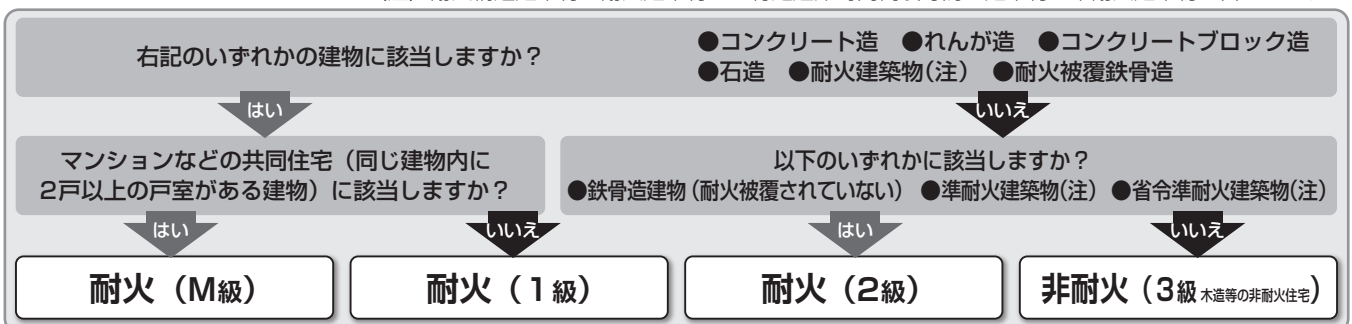 右記のいずれかの建物に該当しますか？
●コンクリート造 ●れんが造 ●コンクリートブロック造
●石造 ●耐火建築物(注) ●耐火被覆鉄骨造
はい
いいえ
マンションなどの共同住宅（同じ建物内に
2戸以上の戸室がある建物）に該当しますか？
以下のいずれかに該当しますか？
●鉄骨造建物（耐火被覆されていない） ●準耐火建築物(注) ●省令準耐火建築物(注)
はい
いいえ
はい
いいえ
耐火（M級）
耐火（1級）
耐火（2級）
非耐火（3級 木造等の非耐火住宅）